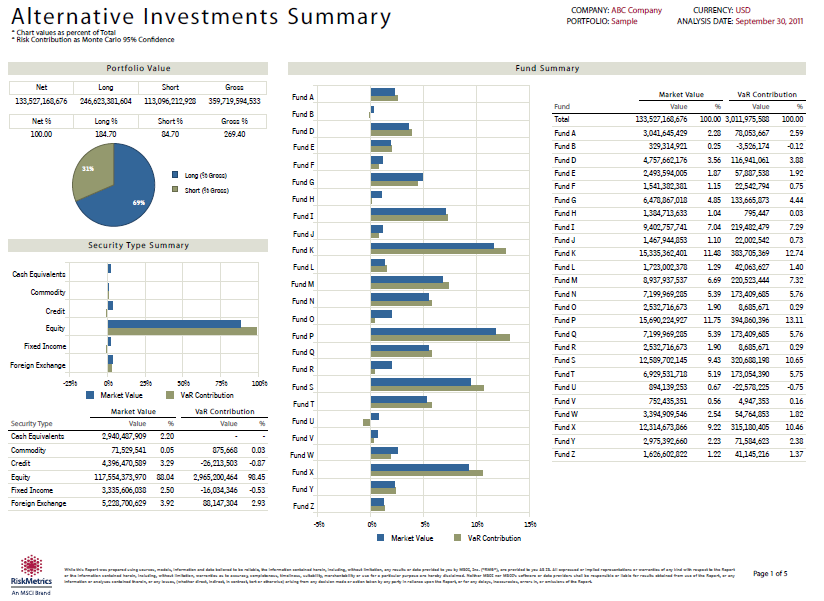 Alternative Investments Summary
* Chart values as percent of Total
* Risk Contribution as Monte Carlo 95% Confidence
COMPANY: ABC Company CURRENCY: USD
PORTFOLIO: Sample ANALYSIS DATE: September 30, 2011
Portfolio Value
Net Long Short Gross
133,527,168,676 246,623,381,604 113,096,212,928 359,719,594,533
Net % Long % Short % Gross %
100.00 184.70 84.70 269.40
31%
69%
Long (% Gross)
Short (% Gross)
Security Type Summary
Cash Equivalents
Commodity
Credit
Equity
Fixed Income
Foreign Exchange
-25% 0% 25% 50% 75% 100%
Market Value VaR Contribution
Market Value VaR Contribution
Security Type Value % Value %
Cash Equivalents 2,940,487,909 2.20 - -
Commodity 71,529,541 0.05 875,668 0.03
Credit 4,396,470,589 3.29 -26,213,503 -0.87
Equity 117,554,373,970 88.04 2,965,200,464 98.45
Fixed Income 3,335,606,038 2.50 -16,034,346 -0.53
Foreign Exchange 5,228,700,629 3.92 88,147,304 2.93
Fund Summary
Fund A
Fund B
Fund D
Fund E
Fund F
Fund G
Fund H
Fund I
Fund J
Fund K
Fund L
Fund M
Fund N
Fund O
Fund P
Fund Q
Fund R
Fund S
Fund T
Fund U
Fund V
Fund W
Fund X
Fund Y
Fund Z
-5% 0% 5% 10% 15%
Market Value VaR Contribution
Market Value VaR Contribution
Fund Value % Value %
Total 133,527,168,676 100.00 3,011,975,588 100.00
Fund A 3,041,645,429 2.28 78,053,667 2.59
Fund B 329,314,921 0.25 -3,526,174 -0.12
Fund D 4,757,662,176 3.56 116,941,061 3.88
Fund E 2,493,594,005 1.87 57,887,538 1.92
Fund F 1,541,382,381 1.15 22,542,794 0.75
Fund G 6,478,867,018 4.85 133,665,873 4.44
Fund H 1,384,713,633 1.04 795,447 0.03
Fund I 9,402,757,741 7.04 219,482,479 7.29
Fund J 1,467,944,853 1.10 22,002,542 0.73
Fund K 15,335,362,401 11.48 383,705,369 12.74
Fund L 1,723,002,378 1.29 42,063,627 1.40
Fund M 8,937,937,537 6.69 220,523,444 7.32
Fund N 7,199,969,285 5.39 173,409,685 5.76
Fund O 2,532,716,673 1.90 8,685,671 0.29
Fund P 15,690,224,927 11.75 394,860,396 13.11
Fund Q 7,199,969,285 5.39 173,409,685 5.76
Fund R 2,532,716,673 1.90 8,685,671 0.29
Fund S 12,589,702,145 9.43 320,688,198 10.65
Fund T 6,929,531,718 5.19 173,054,390 5.75
Fund U 894,139,253 0.67 -22,578,225 -0.75
Fund V 752,435,351 0.56 4,947,353 0.16
Fund W 3,394,909,546 2.54 54,764,853 1.82
Fund X 12,314,673,866 9.22 315,180,405 10.46
Fund Y 2,975,392,660 2.23 71,584,623 2.38
Fund Z 1,626,602,822 1.22 41,145,216 1.37
RiskMetrics
An MSCI Brand
Page 1 of 5